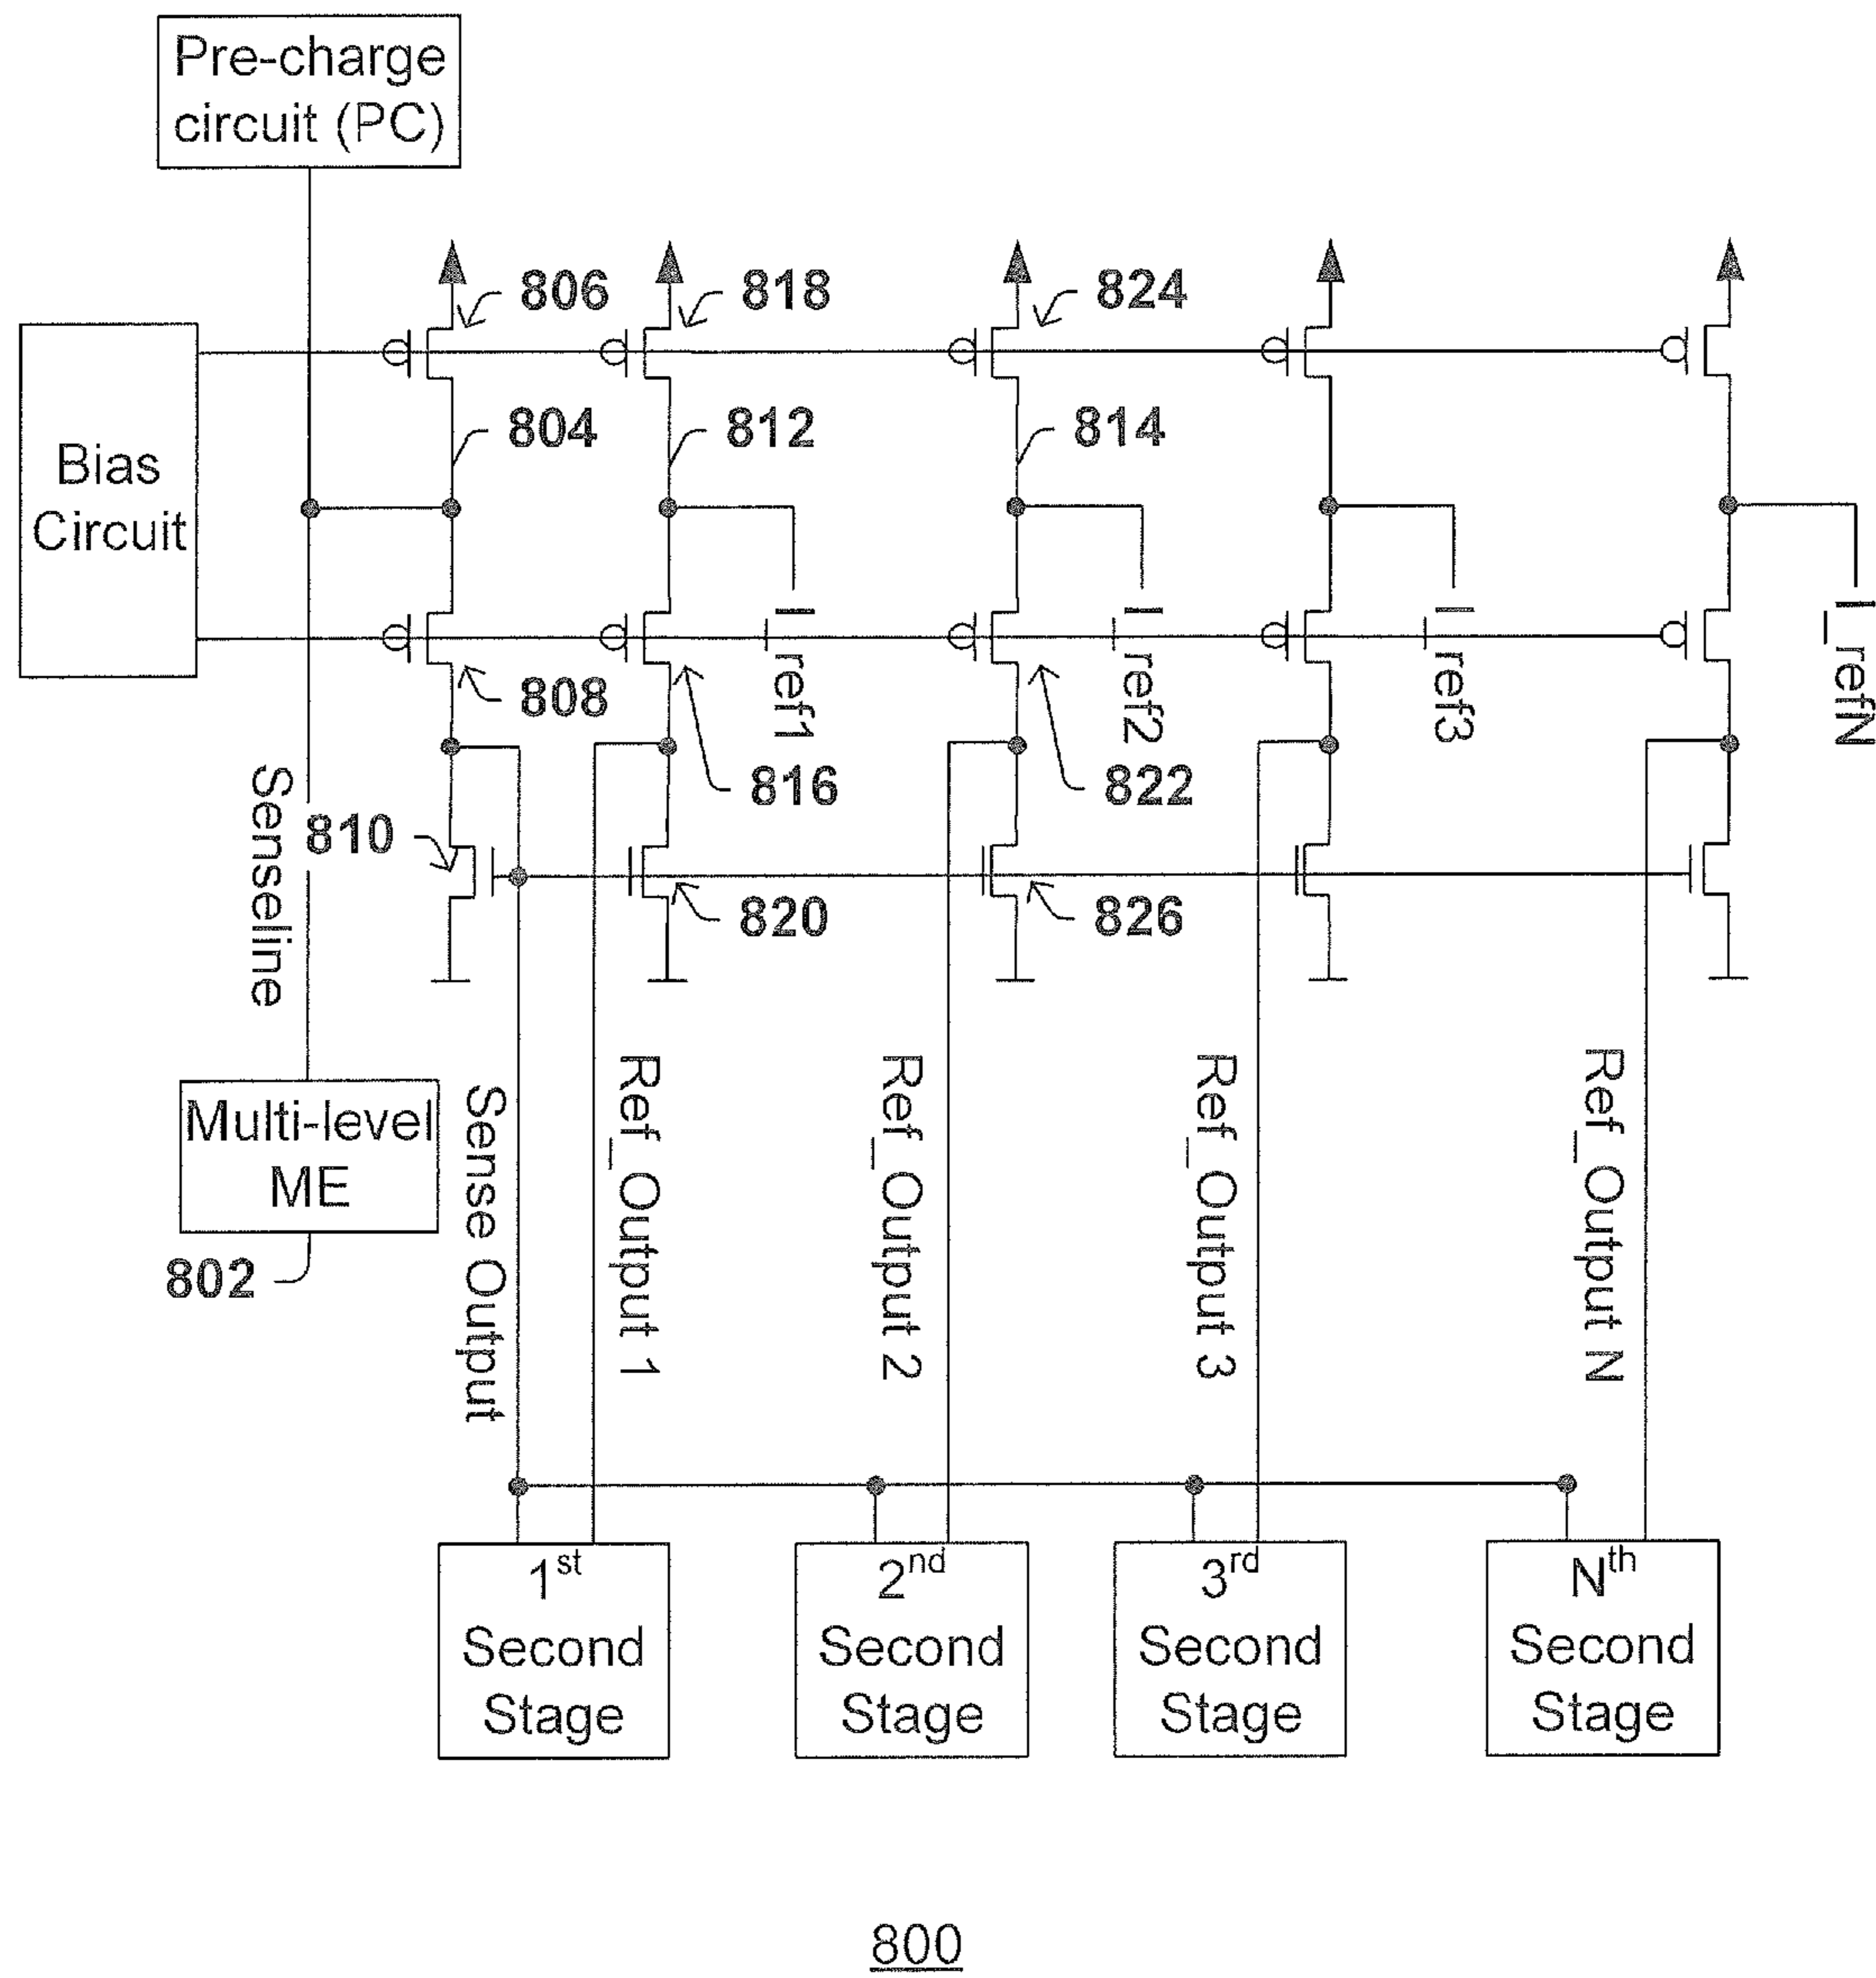 Pre-charge
circuit (PC)
806
818
824
Bias
Circuit
804
812
814
I_ref1
I_ref2
I_ref3
I_refN
808
816
822
Senseline
810
820
826
Multi-level
ME
802
Sense Output
Ref_Output 1
Ref_Output 2
Ref_Output 3
Ref_Output N
1st
Second
Stage
2nd
Second
Stage
3rd
Second
Stage
Nth
Second
Stage
800